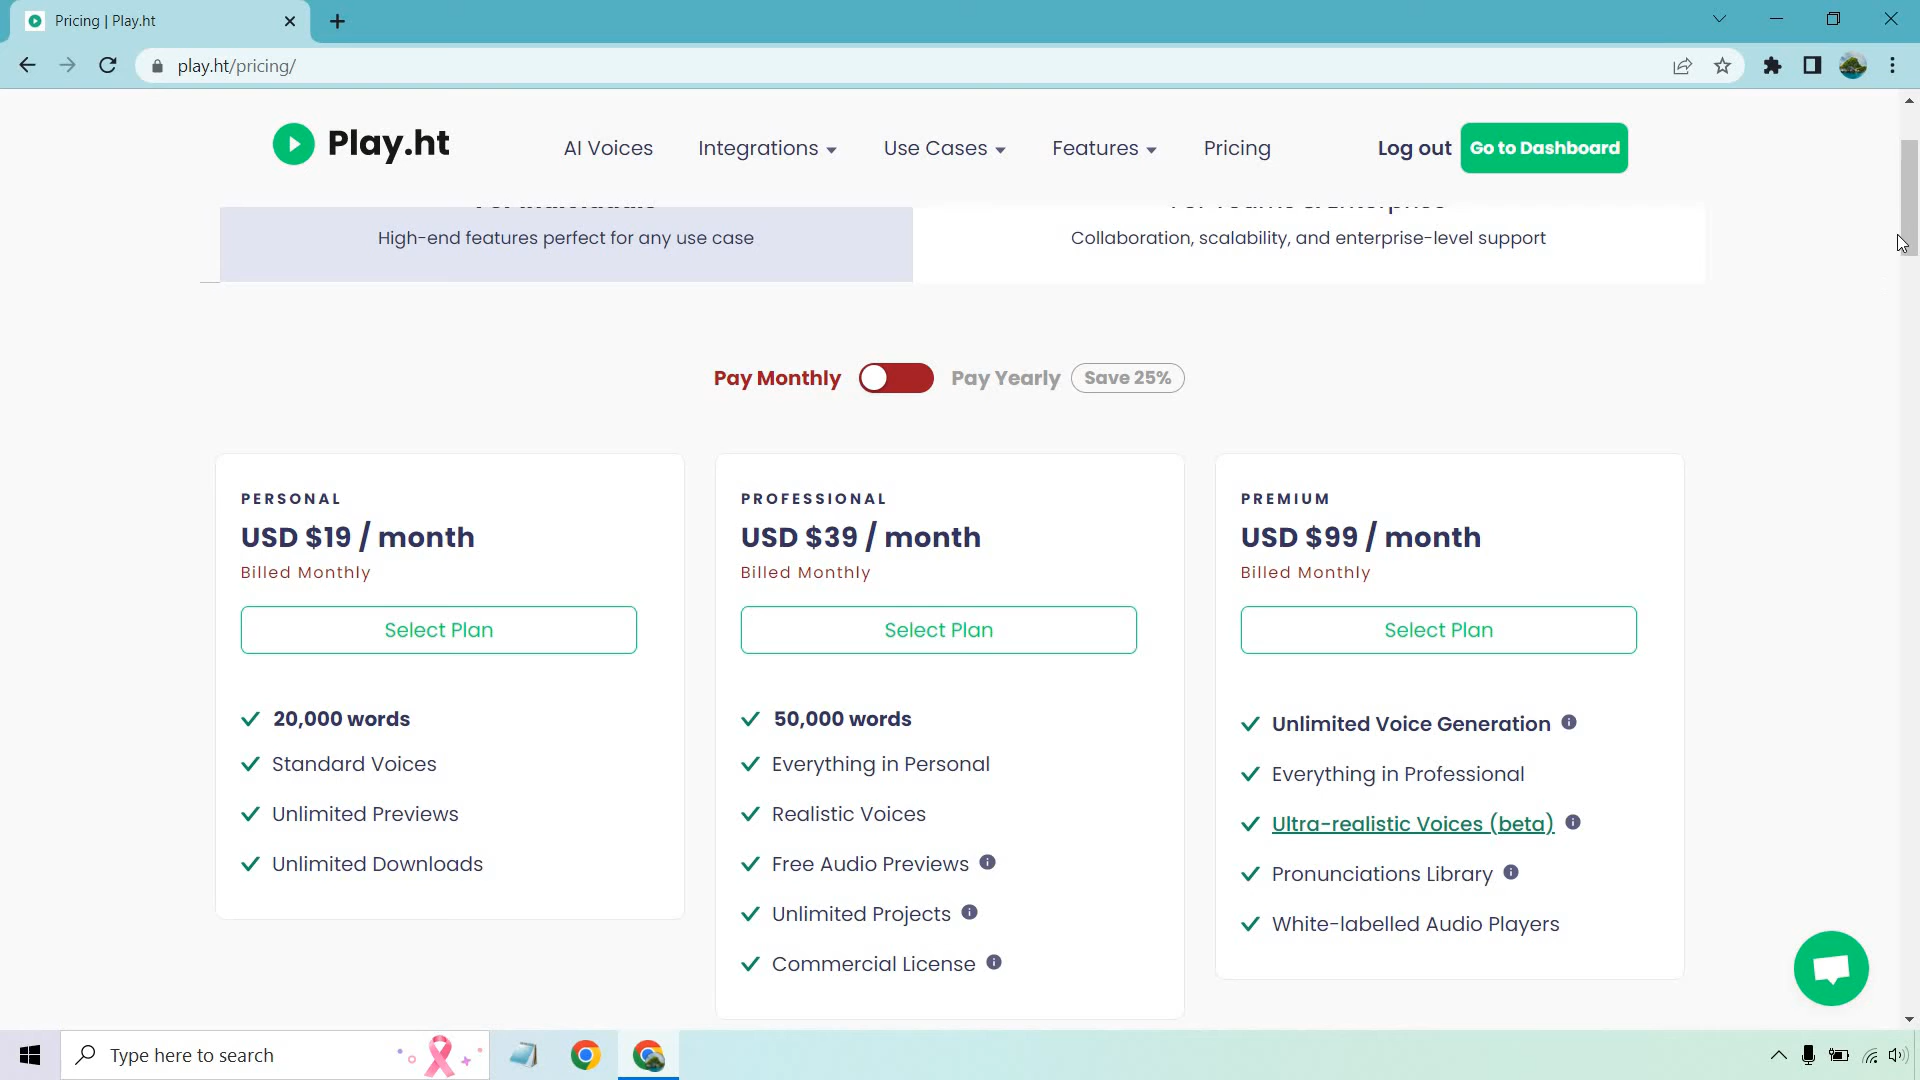 Pricing | Play.ht
play.ht/pricing/
Play.ht
AI Voices
Integrations
Use Cases
Features
Pricing
Log out
Go to Dashboard
High-end features perfect for any use case
Collaboration, scalability, and enterprise-level support
Pay Monthly
Pay Yearly
Save 25%
PERSONAL
USD $19 / month
Billed Monthly
Select Plan
20,000 words
Standard Voices
Unlimited Previews
Unlimited Downloads
PROFESSIONAL
USD $39 / month
Billed Monthly
Select Plan
50,000 words
Everything in Personal
Realistic Voices
Free Audio Previews
Unlimited Projects
Commercial License
PREMIUM
USD $99 / month
Billed Monthly
Select Plan
Unlimited Voice Generation
Everything in Professional
Ultra-realistic Voices (beta)
Pronunciations Library
White-labelled Audio Players
Type here to search